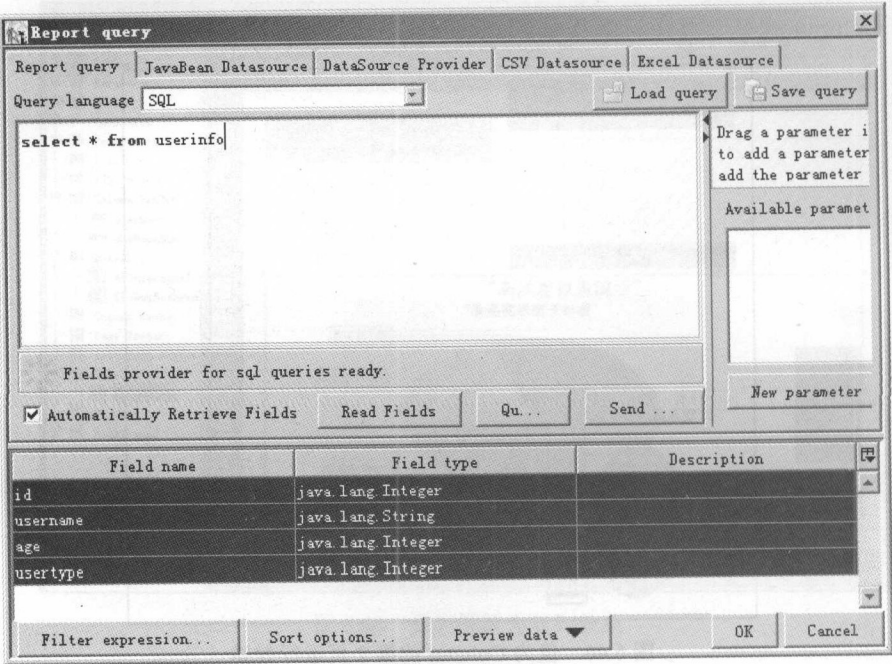 Report query
Report query JavaBean Datasource DataSource Provider CSV Datasource Excel Datasource
Query language SQL Load query Save query
select * from userinfo
Drag a parameter i
to add a parameter
add the parameter
Available paramet
Fields provider for sql queries ready.
New parameter
Automatically Retrieve Fields Read Fields Qu... Send ...
Field name Field type Description
id java.lang.Integer
username java.lang.String
age java.lang.Integer
usertype java.lang.Integer
Filter expression... Sort options... Preview data OK Cancel